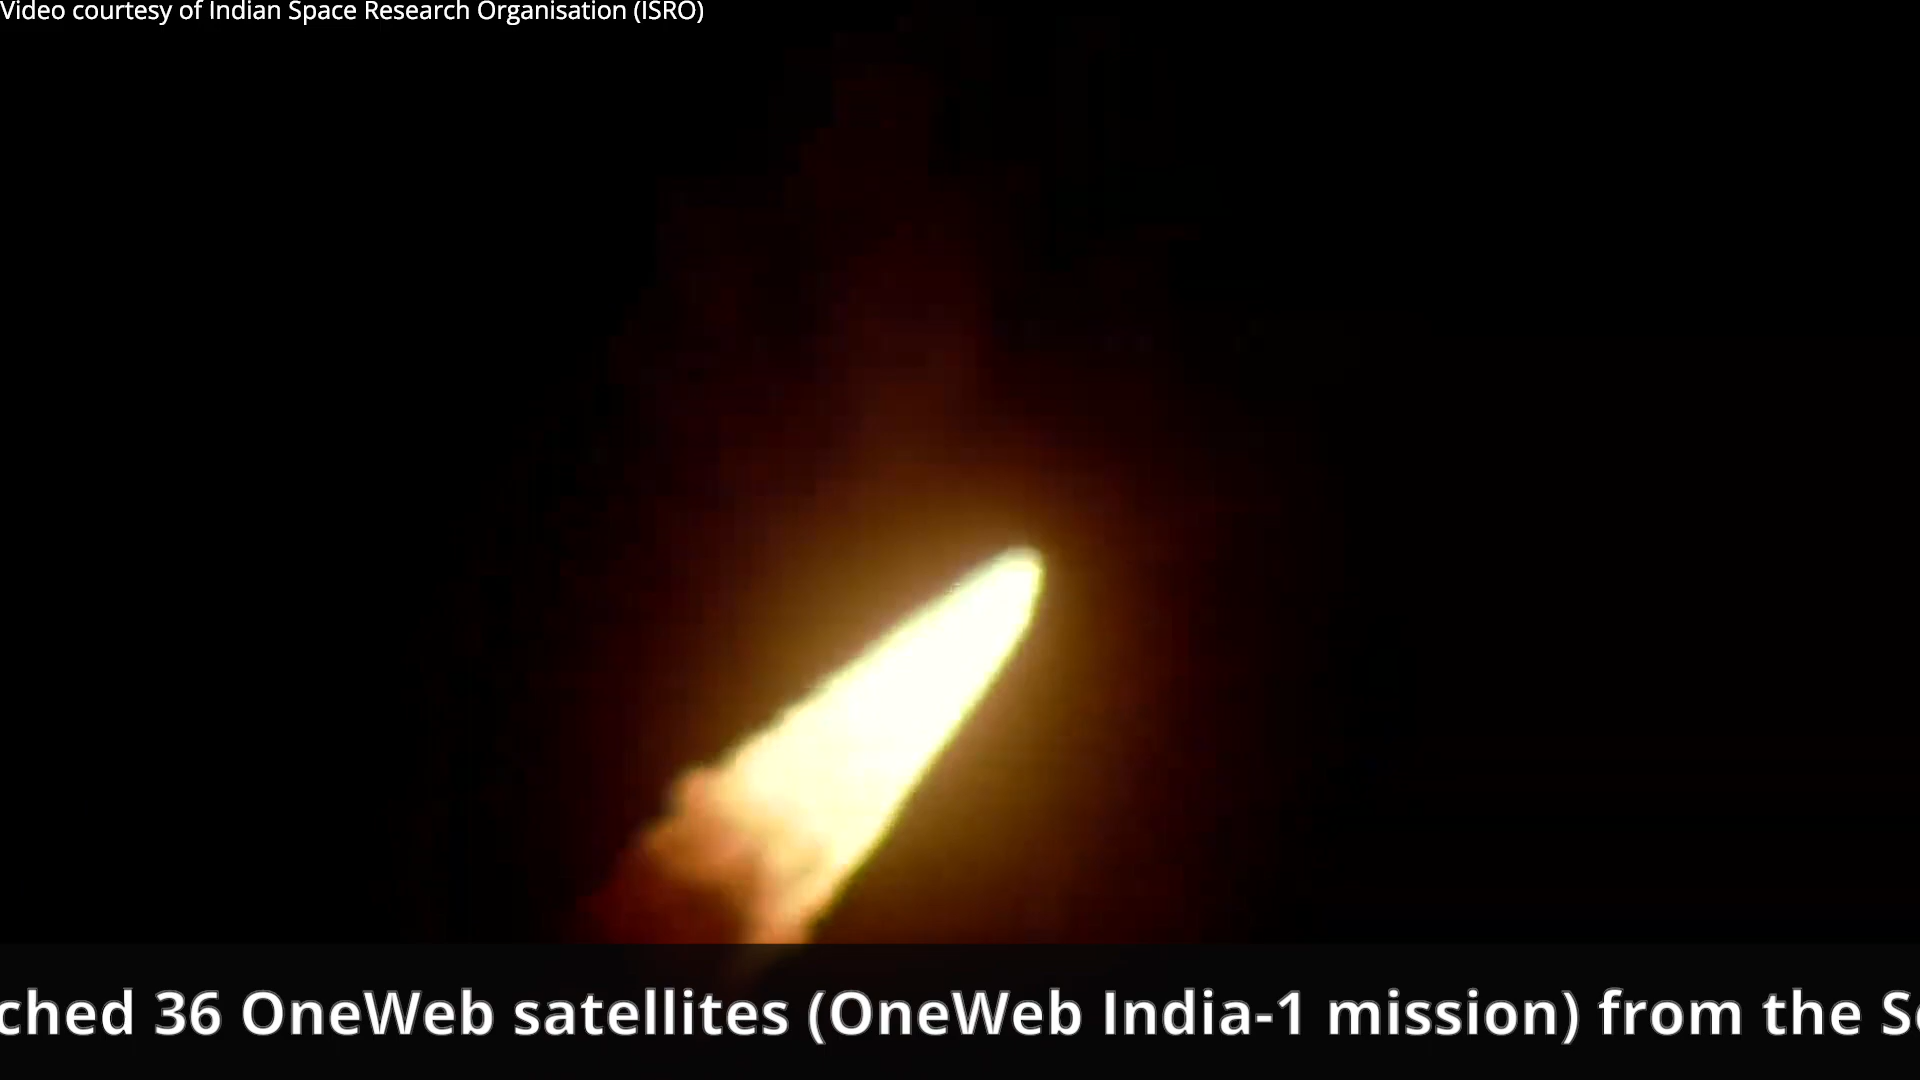 Video courtesy of Indian Space Research Organisation (ISRO)
ched 36 OneWeb satellites (OneWeb India-1 mission) from the S